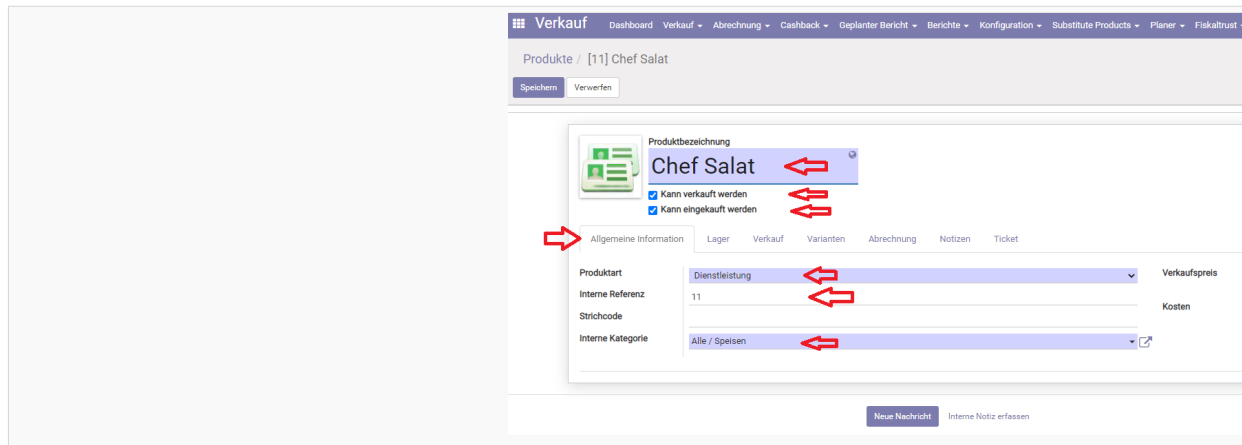 Verkauf Dashboard Verkauf Abrechnung Cashback Geplanter Bericht Berichte Konfiguration Substitute Products Planer Fiskaltrust
Produkte / [11] Chef Salat
Speichern Verwerfen
Produktbezeichnung
Chef Salat
Kann verkauft werden
Kann eingekauft werden
Allgemeine Information Lager Verkauf Varianten Abrechnung Notizen Ticket
Produktart Dienstleistung Verkaufspreis
Interne Referenz 11
Kosten
Strichcode
Interne Kategorie Alle / Speisen
Neue Nachricht Interne Notiz erfassen